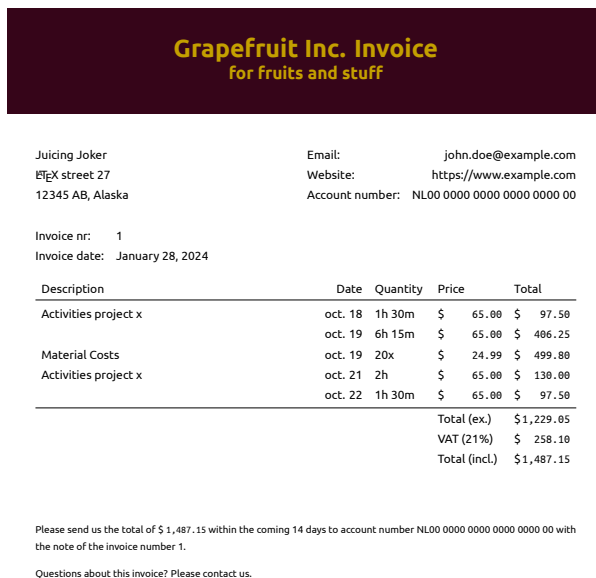 Grapefruit Inc. Invoice
for fruits and stuff
Juicing Joker Email: john.doe@example.com
LATEX street 27 Website: https://www.example.com
12345 AB, Alaska Account number: NL00 0000 0000 0000 0000 00
Invoice nr: 1
Invoice date: January 28, 2024
Description Date Quantity Price Total
Activities project x oct. 18 1h 30m $ 65.00 $ 97.50
oct. 19 6h 15m $ 65.00 $ 406.25
Material Costs oct. 19 20x $ 24.99 $ 499.80
Activities project x oct. 21 2h $ 65.00 $ 130.00
oct. 22 1h 30m $ 65.00 $ 97.50
Total (ex.) $1,229.05
VAT (21%) $ 258.10
Total (incl.) $1,487.15
Please send us the total of $ 1,487.15 within the coming 14 days to account number NL00 0000 0000 0000 0000 00 with
the note of the invoice number 1.
Questions about this invoice? Please contact us.